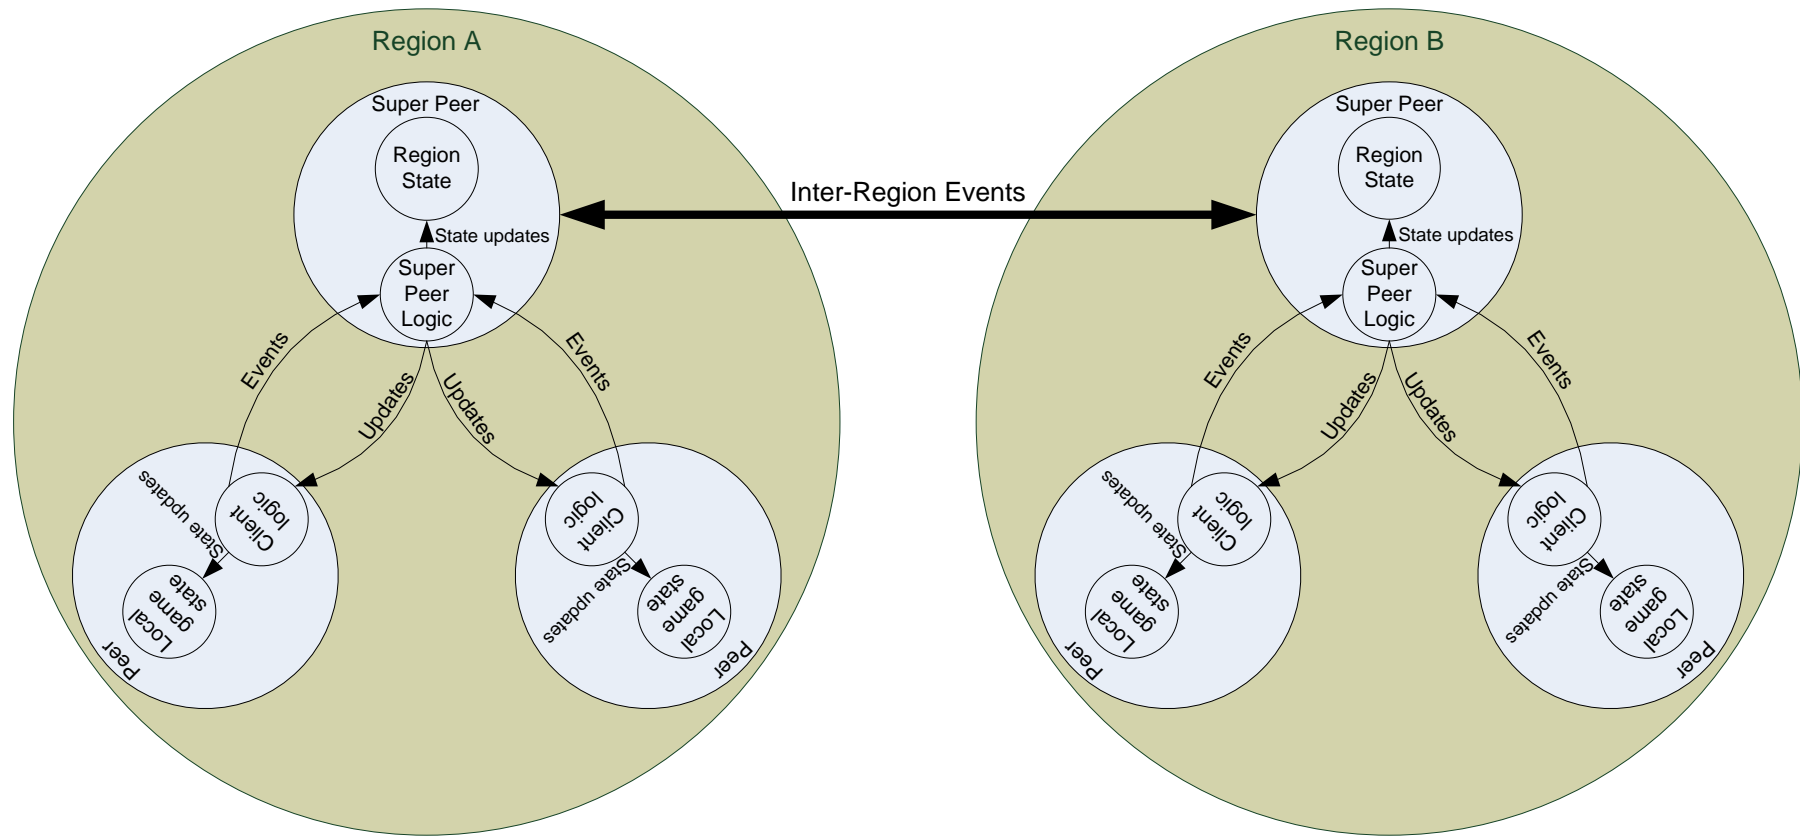 Region A
Super Peer
Region
State
State updates
Super
Peer
Logic
Events
Updates
Updates
Events
State updates
Client
logic
Local
game
state
Peer
Client
logic
State updates
Local
game
state
Peer
Inter-Region Events
Region B
Super Peer
Region
State
State updates
Super
Peer
Logic
Events
Updates
Updates
Events
State updates
Client
logic
Local
game
state
Peer
Client
logic
State updates
Local
game
state
Peer